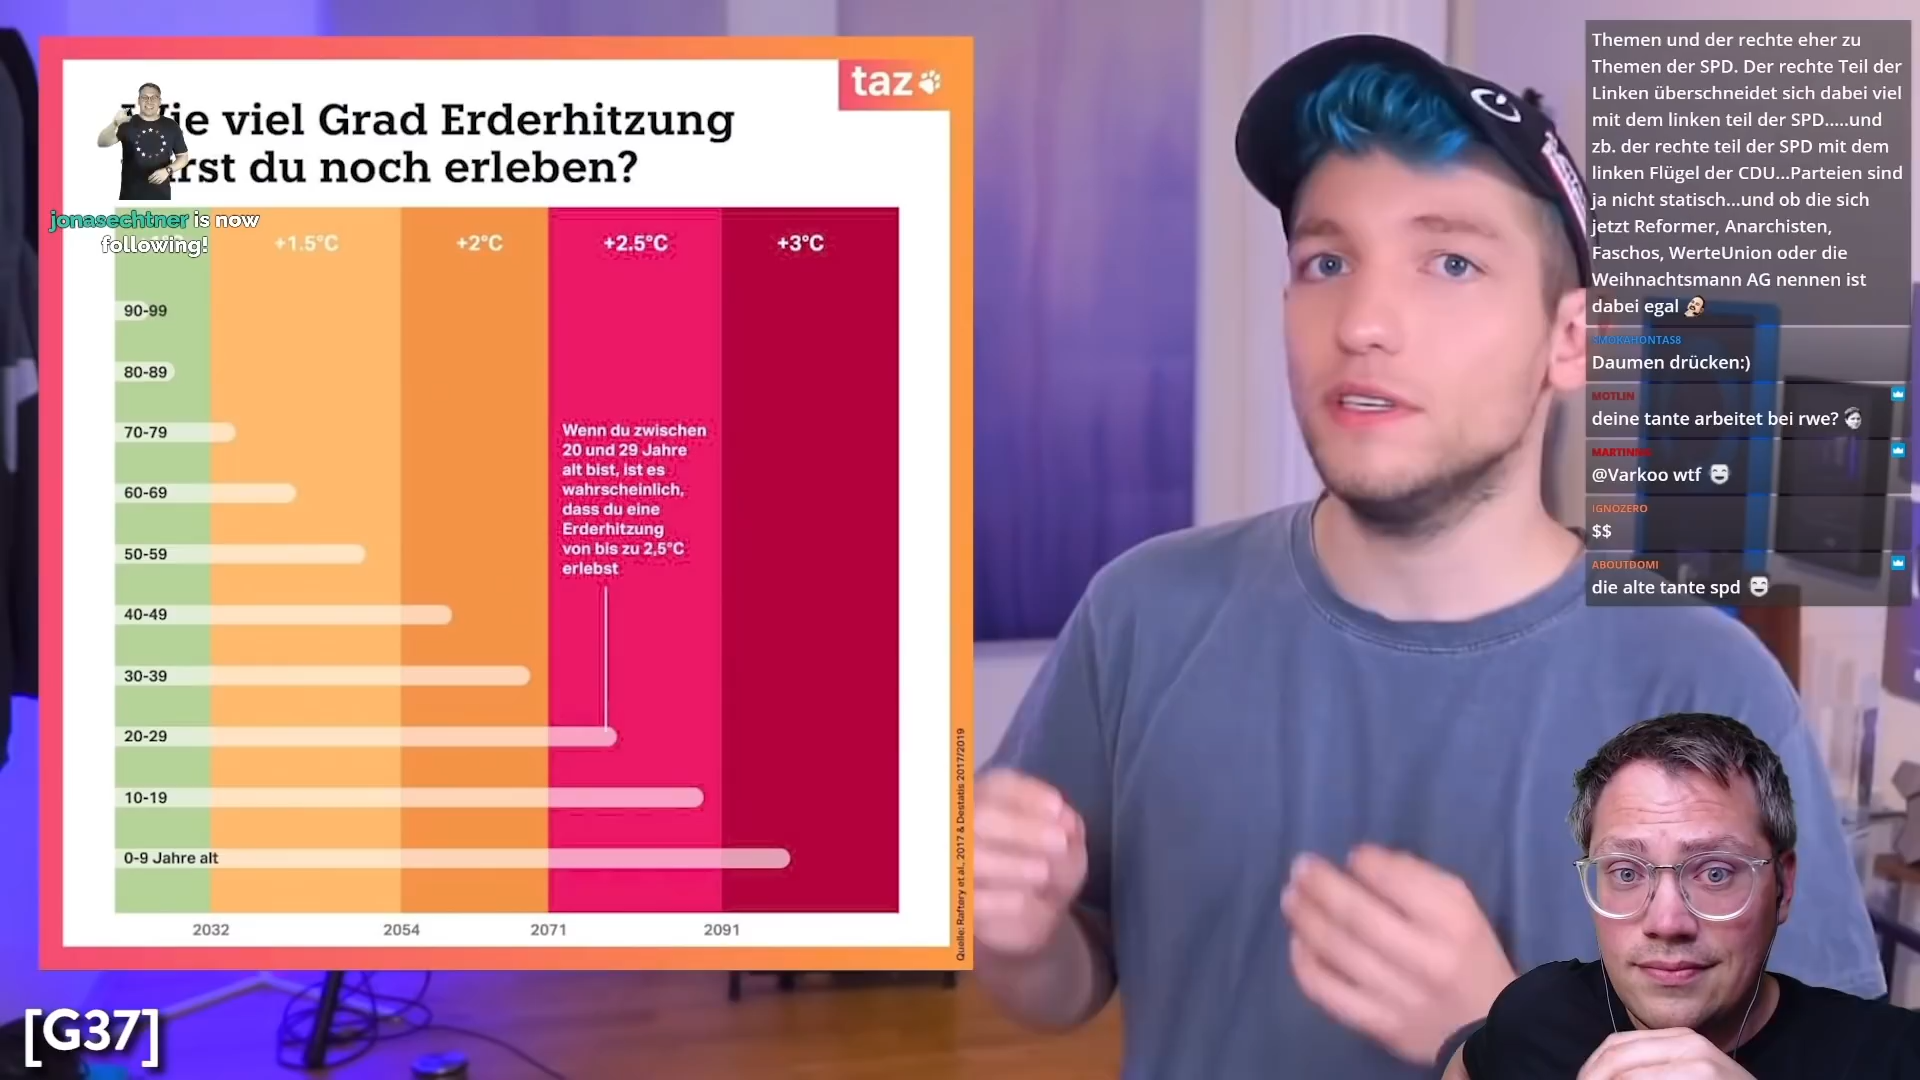 taz
Wie viel Grad Erderhitzung
wirst du noch erleben?
jonasechtner is now
following!
+1.5°C
+2°C
+2.5°C
+3°C
90-99
80-89
70-79
60-69
50-59
40-49
30-39
20-29
10-19
0-9 Jahre alt
Wenn du zwischen
20 und 29 Jahre
alt bist, ist es
wahrscheinlich,
dass du eine
Erderhitzung
von bis zu 2,5°C
erlebst
2032
2054
2071
2091
Quelle: Raftery et al., 2017 & Destatis 2017/2019
[G37]
Themen und der rechte eher zu
Themen der SPD. Der rechte Teil der
Linken überschneidet sich dabei viel
mit dem linken teil der SPD.....und
zb. der rechte teil der SPD mit dem
linken Flügel der CDU...Parteien sind
ja nicht statisch...und ob die sich
jetzt Reformer, Anarchisten,
Faschos, WerteUnion oder die
Weihnachtsmann AG nennen ist
dabei egal
SMOKAHONTAS8
Daumen drücken:)
MOTLIN
deine tante arbeitet bei rwe?
@Varkoo wtf
IGNOZERO
$$
ABOUTDOMI
die alte tante spd